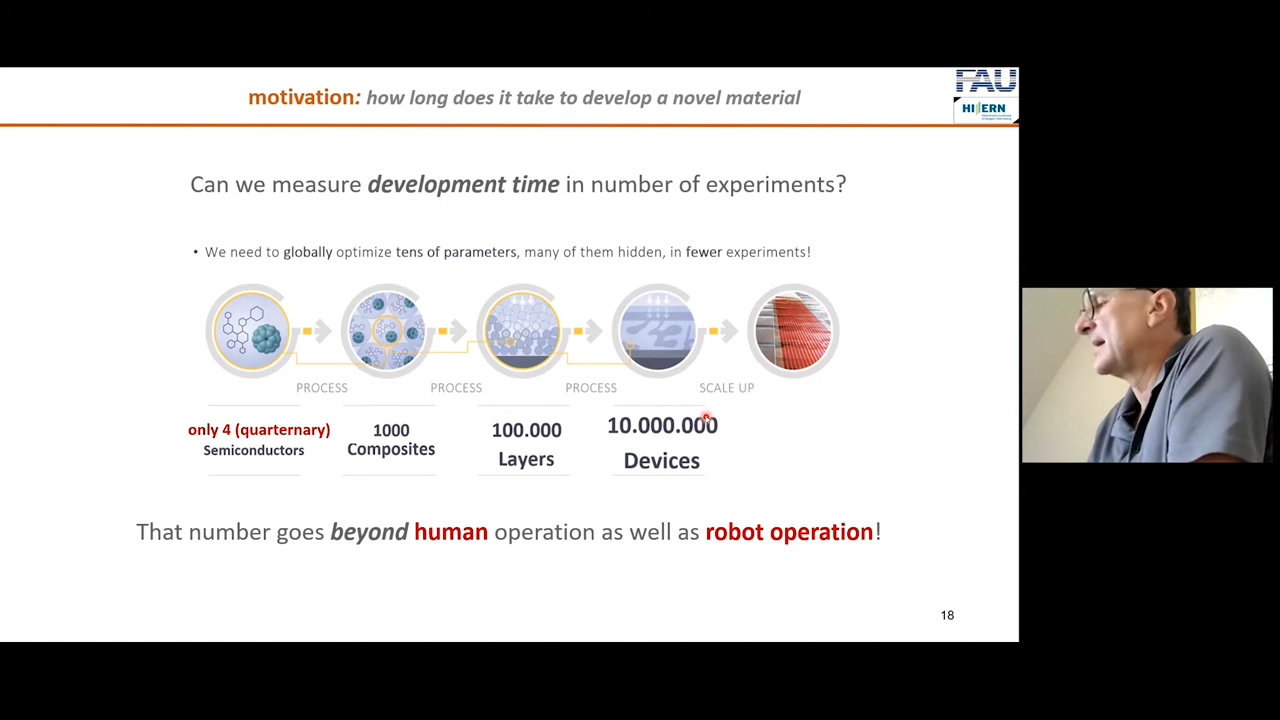 motivation: how long does it take to develop a novel material
FAU
HI ERN
Can we measure development time in number of experiments?
• We need to globally optimize tens of parameters, many of them hidden, in fewer experiments!
PROCESS PROCESS PROCESS SCALE UP
only 4 (quarternary)
Semiconductors
1000
Composites
100.000
Layers
10.000.000
Devices
That number goes beyond human operation as well as robot operation!
18